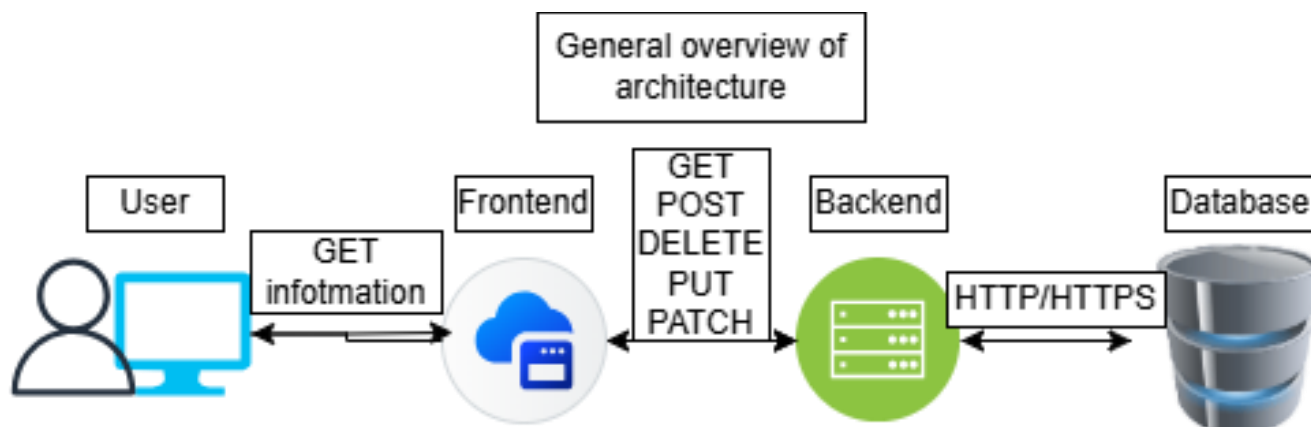 General overview of
architecture
User
Frontend
GET
POST
DELETE
PUT
PATCH
Backend
Database
GET
infotmation
HTTP/HTTPS